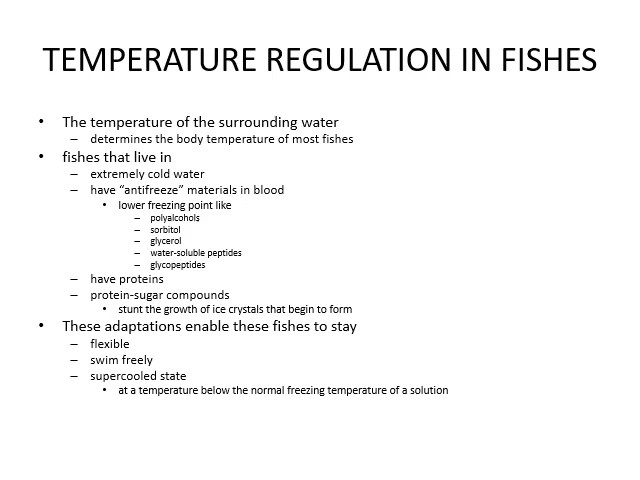 TEMPERATURE REGULATION IN FISHES
• The temperature of the surrounding water
– determines the body temperature of most fishes
• fishes that live in
– extremely cold water
– have “antifreeze” materials in blood
• lower freezing point like
– polyalcohols
– sorbitol
– glycerol
– water-soluble peptides
– glycopeptides
– have proteins
– protein-sugar compounds
• stunt the growth of ice crystals that begin to form
• These adaptations enable these fishes to stay
– flexible
– swim freely
– supercooled state
• at a temperature below the normal freezing temperature of a solution